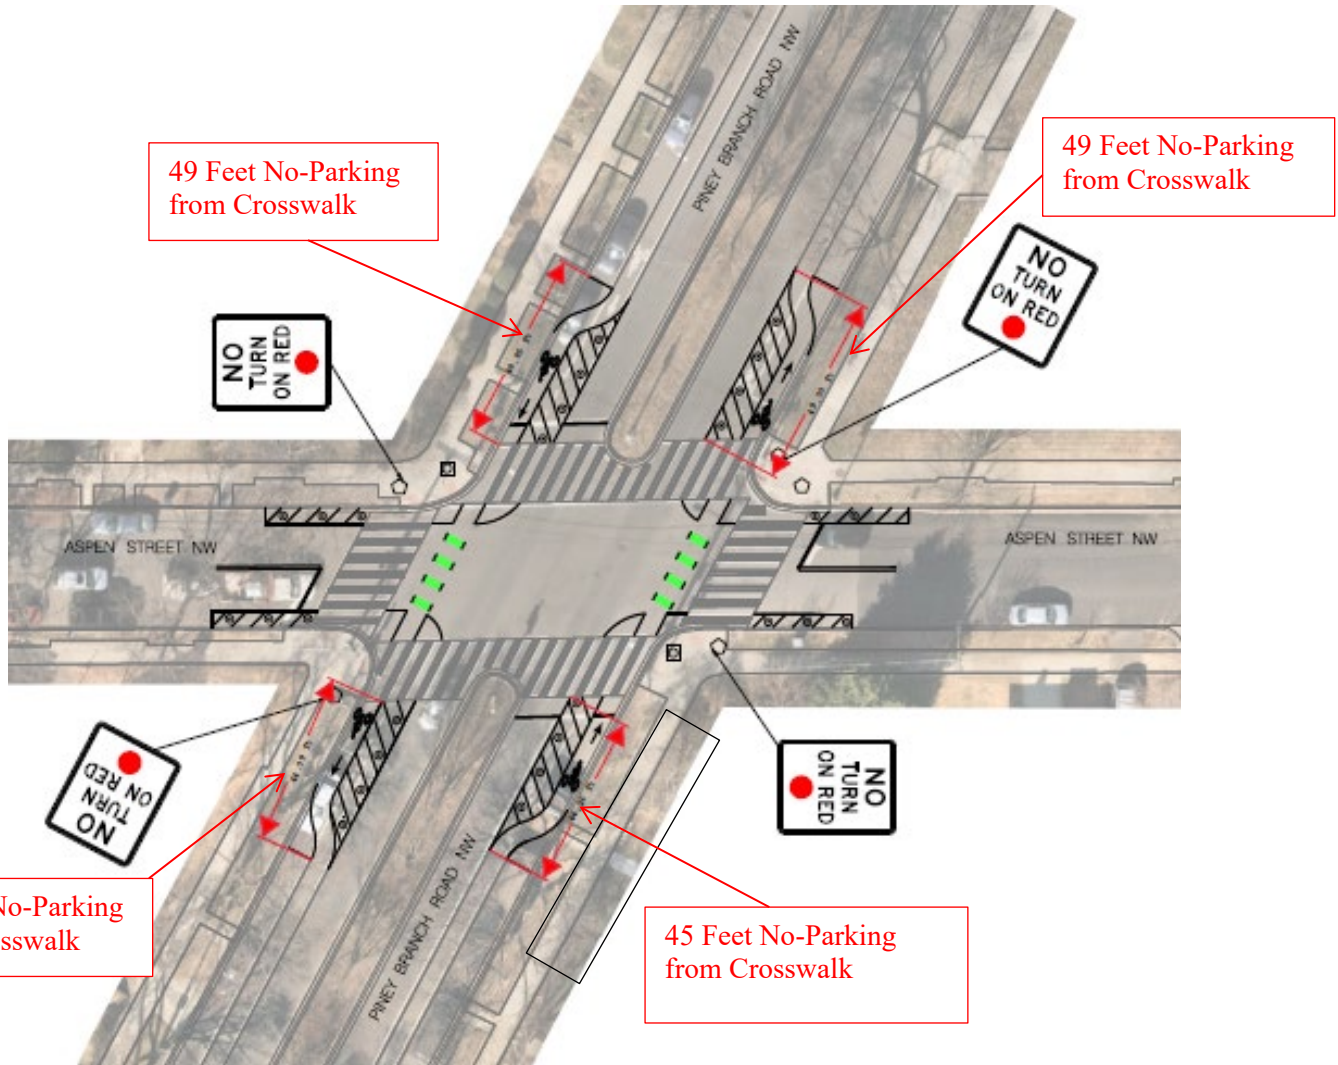 PINEY BRANCH ROAD NW
49 Feet No-Parking
from Crosswalk
49 Feet No-Parking
from Crosswalk
NO
TURN
ON RED
NO
TURN
ON RED
ASPEN STREET NW
ASPEN STREET NW
NO
TURN
ON RED
NO
TURN
ON RED
No-Parking
sswalk
PINEY BRANCH ROAD NW
45 Feet No-Parking
from Crosswalk